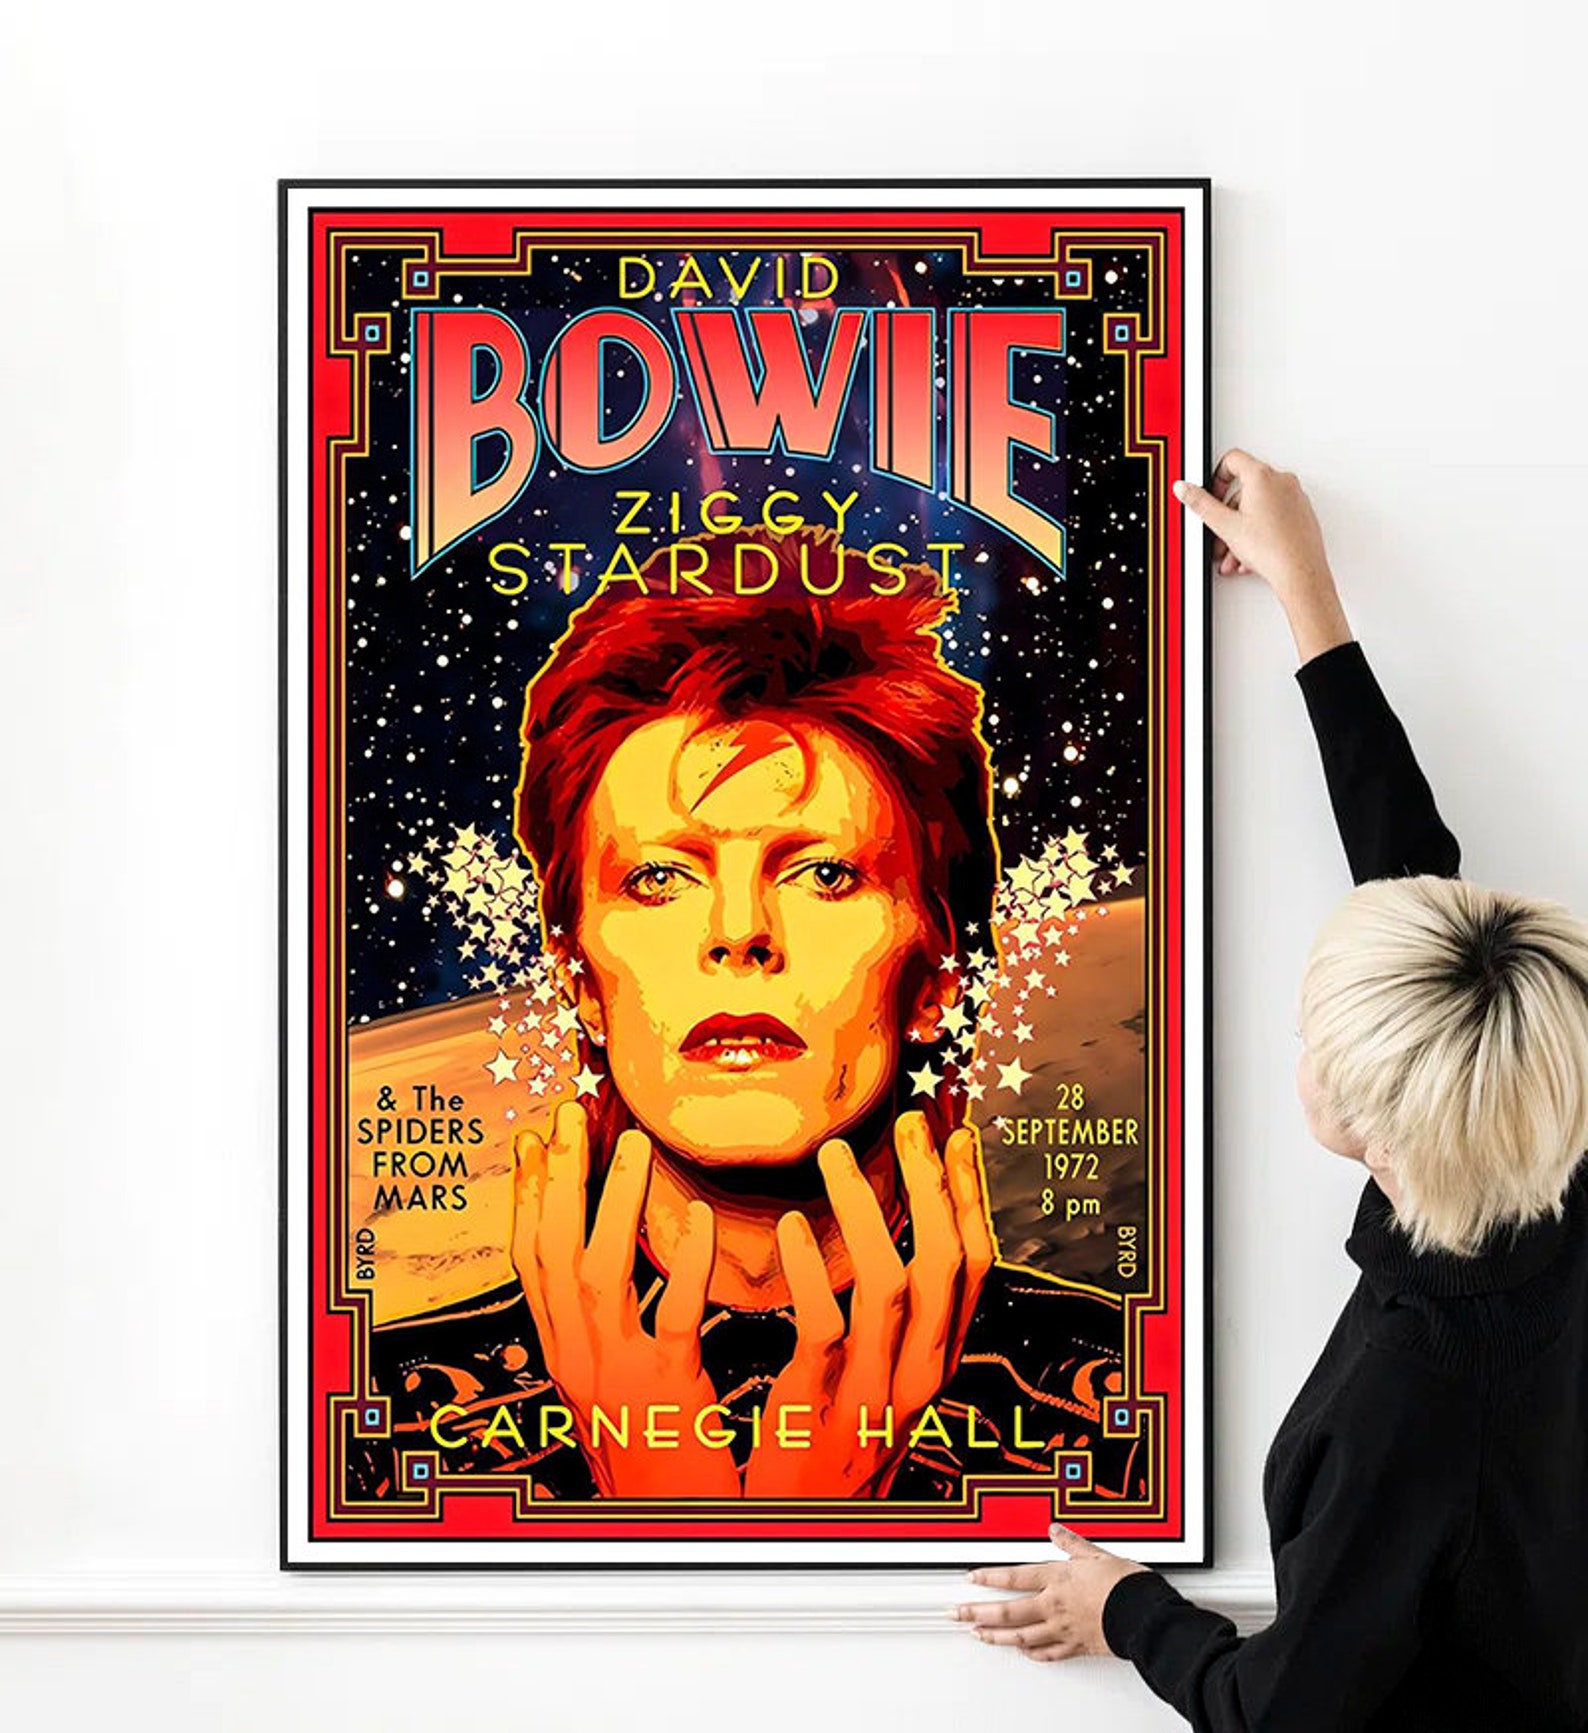 DAVID
BOWIE
ZIGGY
STARDUST
& The
SPIDERS
FROM
MARS
BYRD
28
SEPTEMBER
1972
8 pm
BYRD
CARNEGIE HALL